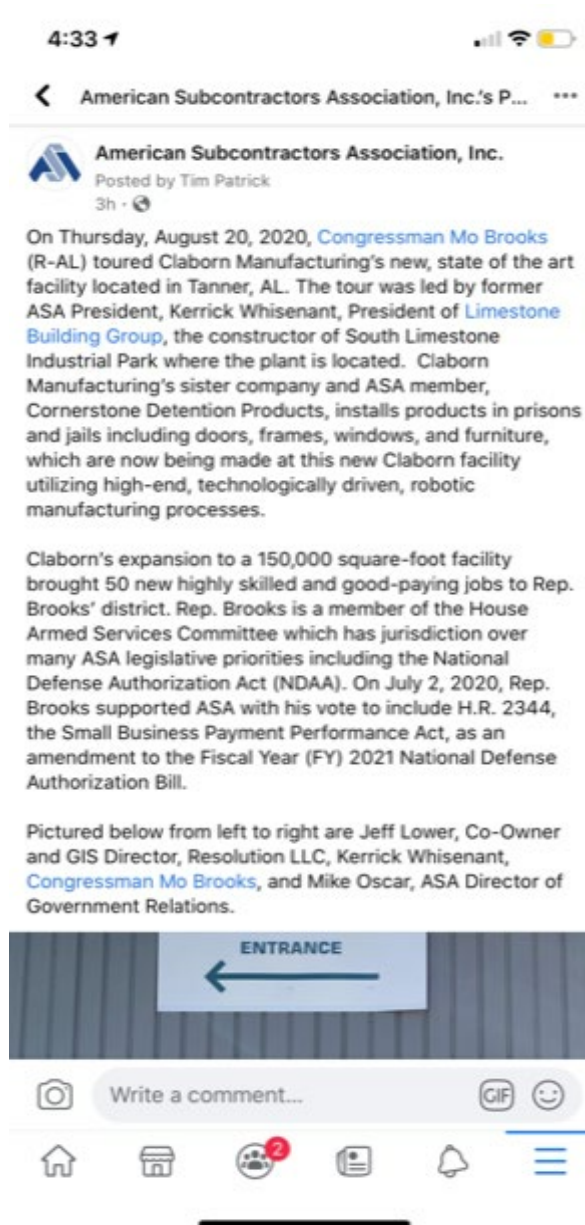 4:33
American Subcontractors Association, Inc.'s P...
American Subcontractors Association, Inc.
Posted by Tim Patrick
3h ·
On Thursday, August 20, 2020, Congressman Mo Brooks
(R-AL) toured Claborn Manufacturing's new, state of the art
facility located in Tanner, AL. The tour was led by former
ASA President, Kerrick Whisenant, President of Limestone
Building Group, the constructor of South Limestone
Industrial Park where the plant is located. Claborn
Manufacturing's sister company and ASA member,
Cornerstone Detention Products, installs products in prisons
and jails including doors, frames, windows, and furniture,
which are now being made at this new Claborn facility
utilizing high-end, technologically driven, robotic
manufacturing processes.
Claborn's expansion to a 150,000 square-foot facility
brought 50 new highly skilled and good-paying jobs to Rep.
Brooks' district. Rep. Brooks is a member of the House
Armed Services Committee which has jurisdiction over
many ASA legislative priorities including the National
Defense Authorization Act (NDAA). On July 2, 2020, Rep.
Brooks supported ASA with his vote to include H.R. 2344,
the Small Business Payment Performance Act, as an
amendment to the Fiscal Year (FY) 2021 National Defense
Authorization Bill.
Pictured below from left to right are Jeff Lower, Co-Owner
and GIS Director, Resolution LLC, Kerrick Whisenant,
Congressman Mo Brooks, and Mike Oscar, ASA Director of
Government Relations.
ENTRANCE
Write a comment...
GIF
2